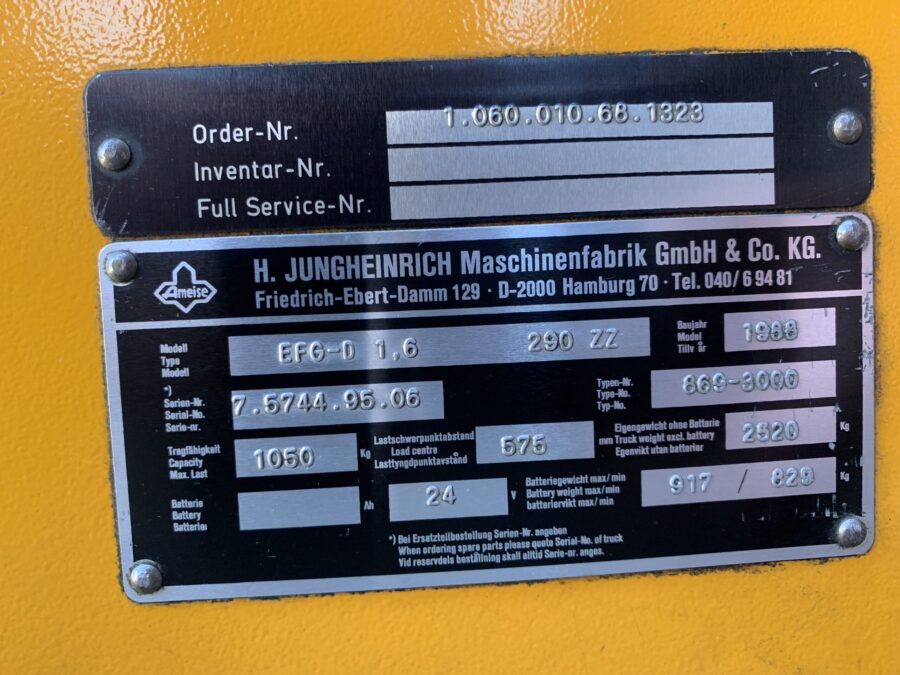 Order-Nr. 1.060.010.68.1323
Inventar-Nr.
Full Service-Nr.
Ameise
H. JUNGHEINRICH Maschinenfabrik GmbH & Co. KG.
Friedrich-Ebert-Damm 129 · D-2000 Hamburg 70 · Tel. 040/6 94 81
Modell
Type
Modell
EFG-D 1,6 290 ZZ
Baujahr
Model
Tillv år
1988
*)
Serien-Nr.
Serial-No.
Serie-nr.
7.5744.95.06
Typen-Nr.
Type-No.
Typ-No.
869-3000
Tragfähigkeit
Capacity
Max. Last
1050 Kg
Lastschwerpunktabstand
Load centre
Lasttyngdpunktavstånd
575 mm
Eigengewicht ohne Batterie
Truck weight excl. battery
Egenvikt utan batterier
2520 Kg
Batterie
Battery
Batterier
Ah
24 V
Batteriegewicht max/min
Battery weight max/min
batteriervikt max/min
917 / 829 Kg
*) Bei Ersatzteilbestellung Serien-Nr. angeben
When ordering spare parts please quote Serial-No. of truck
Vid reservdels beställning skall alltid Serie-nr. anges.